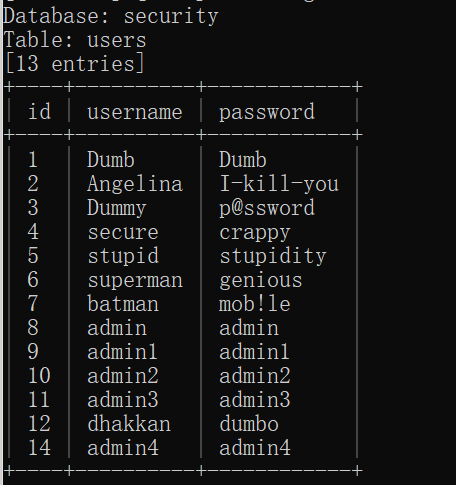 Database: security
Table: users
[13 entries]
+----+----------+------------+
| id | username | password   |
+----+----------+------------+
| 1  | Dumb     | Dumb       |
| 2  | Angelina | I-kill-you |
| 3  | Dummy    | p@ssword   |
| 4  | secure   | crappy     |
| 5  | stupid   | stupidity  |
| 6  | superman | genious    |
| 7  | batman   | mob!le     |
| 8  | admin    | admin      |
| 9  | admin1   | admin1     |
| 10 | admin2   | admin2     |
| 11 | admin3   | admin3     |
| 12 | dhakkan  | dumbo      |
| 14 | admin4   | admin4     |
+----+----------+------------+